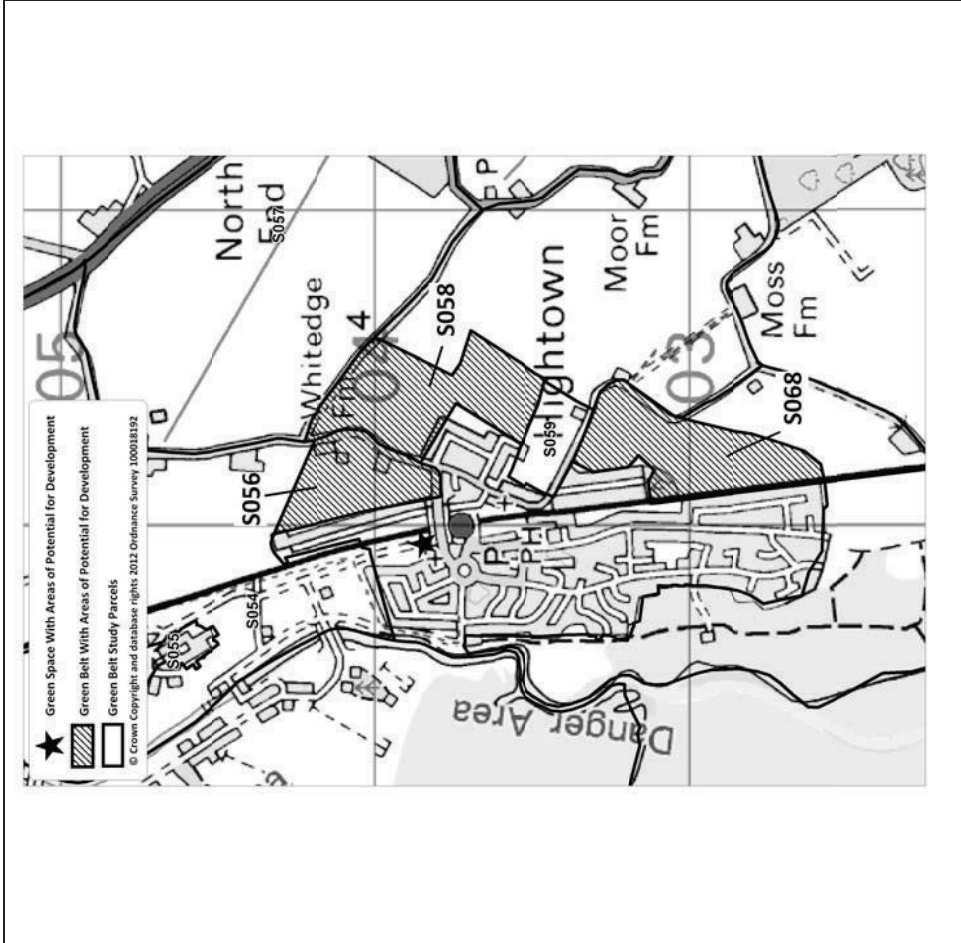 Green Space With Areas of Potential for Development
Green Belt With Areas of Potential for Development
Green Belt Study Parcels
© Crown Copyright and database rights 2012 Ordnance Survey 100018192
05
North
End
S057
Whitedge
Fm
04
S056
S058
S055
S054
P
Hightown
S059
Moor
Fm
P
PH
03
Moss
Fm
S068
Danger Area